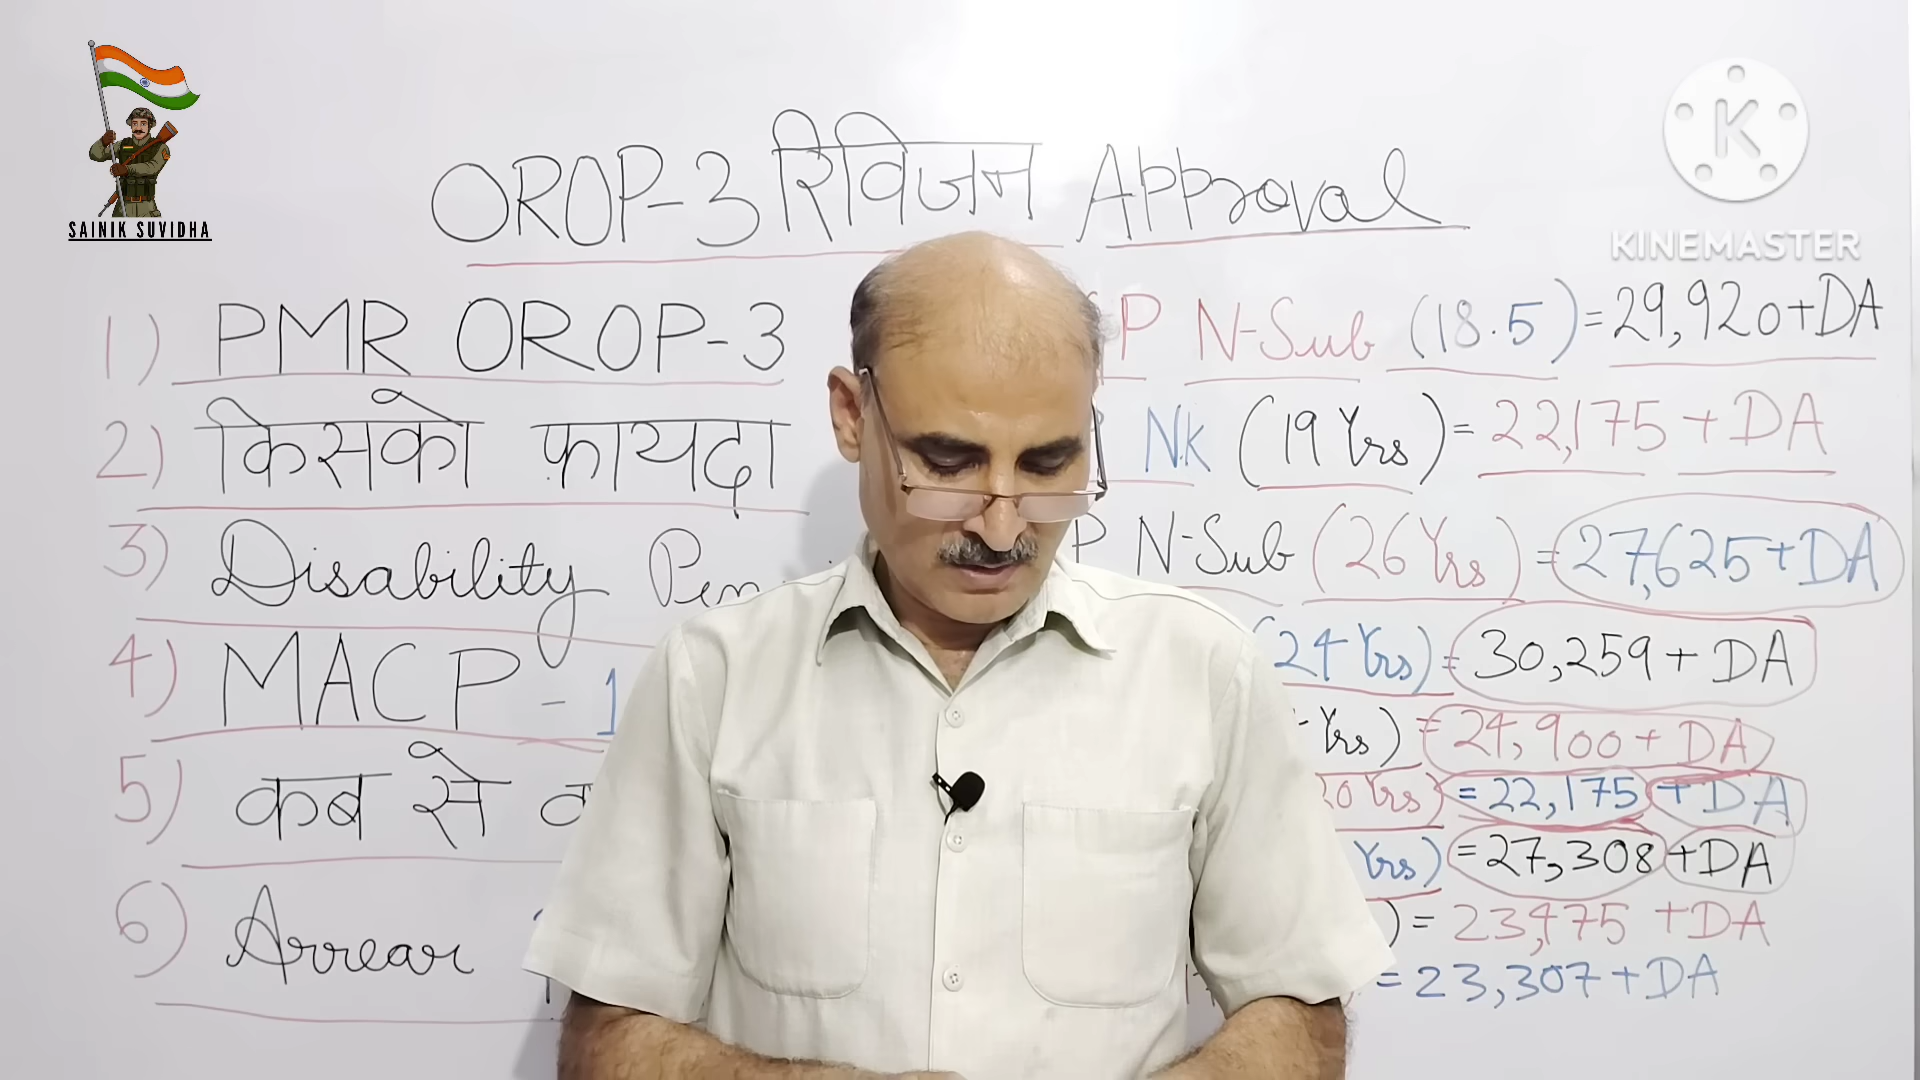 SAINIK SUVIDHA
KINEMASTER
OROP-3 रिविजन Approval
1) PMR OROP-3
2) किसको फ़ायदा
3) Disability
4) MACP-1
5) कब से
6) Arrear
P N-Sub (18.5)=29,920+DA
Nk (19 Yrs)=22,175+DA
P N-Sub (26 Yrs)=27,625+DA
(24 Yrs)=30,259+DA
Yrs)=24,900+DA
20 Yrs)=22,175+DA
Yrs)=27,308+DA
)=23,475+DA
=23,307+DA